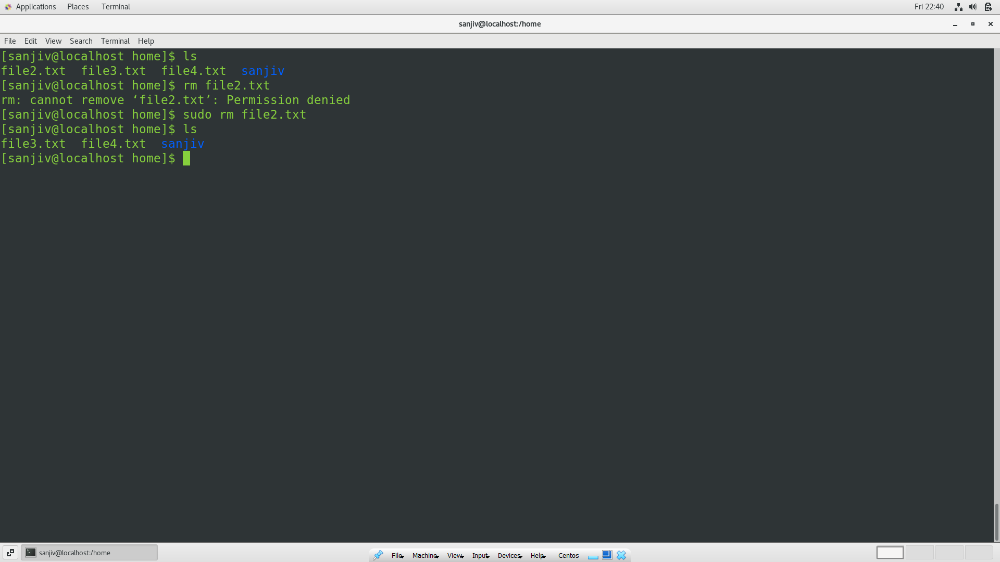 Applications Places Terminal Fri 22:40
sanjiv@localhost:/home
File Edit View Search Terminal Help
[sanjiv@localhost home]$ ls
file2.txt file3.txt file4.txt sanjiv
[sanjiv@localhost home]$ rm file2.txt
rm: cannot remove ‘file2.txt’: Permission denied
[sanjiv@localhost home]$ sudo rm file2.txt
[sanjiv@localhost home]$ ls
file3.txt file4.txt sanjiv
[sanjiv@localhost home]$
sanjiv@localhost:/home
File Machine View Input Devices Help Centos